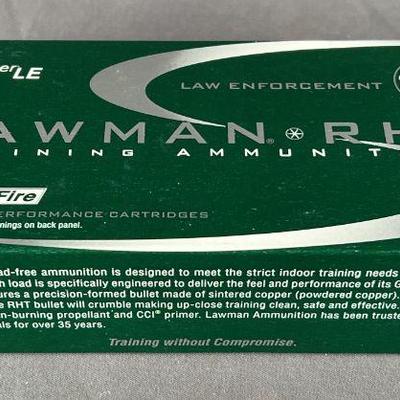 er LE
LAW ENFORCEMENT
AWMAN® RH
INING AMMUNIT
Fire
ERFORMANCE CARTRIDGES
nings on back panel.
ad-free ammunition is designed to meet the strict indoor training needs
h load is specifically engineered to deliver the feel and performance of its G
ures a precision-formed bullet made of sintered copper (powdered copper).
e RHT bullet will crumble making up-close training clean, safe and effective.
n-burning propellant and CCI® primer. Lawman Ammunition has been truste
als for over 35 years.
Training without Compromise.